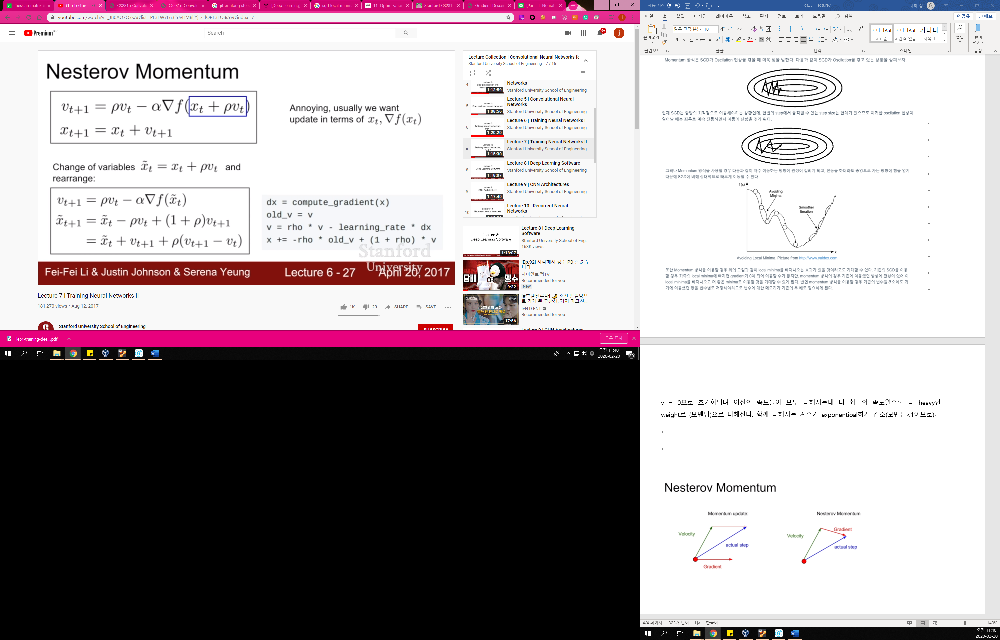 'hessian matrix'S
(15) Lecture
CS231n Convolu
CS231n Convolu
jitter along stee
[Deep Learning]
sgd local minim
11. Optimization
Stanford CS231n
Gradient Descen
[Part Ⅲ. Neural
youtube.com/watch?v=_JB0AO7QxSA&list=PL3FW7Lu3i5JvHM8ljYj-zLfQRF3EO8sYv&index=7
Premium KR
Search
9+
j
Nesterov Momentum
v_{t+1} = ρv_t − α∇f(x_t + ρv_t)
x_{t+1} = x_t + v_{t+1}
Annoying, usually we want
update in terms of x_t, ∇f(x_t)
Change of variables x̃_t = x_t + ρv_t and
rearrange:
v_{t+1} = ρv_t − α∇f(x̃_t)
x̃_{t+1} = x̃_t − ρv_t + (1 + ρ)v_{t+1}
= x̃_t + v_{t+1} + ρ(v_{t+1} − v_t)
dx = compute_gradient(x)
old_v = v
v = rho * v - learning_rate * dx
x += -rho * old_v + (1 + rho) * v
Stanford
University
Fei-Fei Li & Justin Johnson & Serena Yeung
Lecture 6 - 27
April 20, 2017
Lecture 7 | Training Neural Networks II
181,270 views • Aug 12, 2017
1K
23
SHARE
SAVE
Stanford University School of Engineering
SUBSCRIBE
Lecture Collection | Convolutional Neural Networks fo
Stanford University School of Engineering - 7 / 16
4
1:13:59
Networks
Stanford University School of Engineering
5
1:08:56
Lecture 5 | Convolutional Neural
Networks
Stanford University School of Engineering
6
1:20:20
Lecture 6 | Training Neural Networks I
Stanford University School of Engineering
1:15:30
Lecture 7 | Training Neural Networks II
Stanford University School of Engineering
8
1:18:07
Lecture 8 | Deep Learning Software
Stanford University School of Engineering
9
1:17:40
Lecture 9 | CNN Architectures
Stanford University School of Engineering
10
Lecture 10 | Recurrent Neural
Networks
Lecture 8:
Deep Learning Software
1:18:07
Lecture 8 | Deep Learning
Software
Stanford University School of Eng...
163K views
담배 VS 펭수
9:32
[Ep.92] 지각해서 펭수 PD 잘렸습
니다
자이언트 펭TV
Recommended for you
New
다시보는
장만월의 노름
비둑 한 판으로 해결
17:56
[#호텔델루나] 🌙 조선 만월당으
로 가게 된 구찬성, 거지 마고신...
tvN D ENT
Recommended for you
Lecture 9 | CNN Architectures
lec4-training-dee....pdf
모두 표시
오전 11:40
2020-02-20
20
자동 저장
끔
cs231_lecture7
새하 정
파일 홈 삽입 디자인 레이아웃 참조 편지 검토 보기 도움말 검색
공유
메모
붙여넣기
맑은 고딕(본문
10
가나다AaB
가나다AaE
가나다.
표준
간격 없음
제목 1
편집
받아
쓰기
클립보드
글꼴
단락
스타일
음성
Momentum 방식은 SGD가 Oscilation 현상을 겪을 때 더욱 빛을 발한다. 다음과 같이 SGD가 Oscilation을 겪고 있는 상황을 살펴보자.
현재 SGD는 중앙의 최적점으로 이동해야하는 상황인데, 한번의 step에서 움직일 수 있는 step size는 한계가 있으므로 이러한 oscilation 현상이
일어날 때는 좌우로 계속 진동하면서 이동에 난항을 겪게 된다.
그러나 Momentum 방식을 사용할 경우 다음과 같이 자주 이동하는 방향에 관성이 걸리게 되고, 진동을 하더라도 중앙으로 가는 방향에 힘을 얻기
때문에 SGD에 비해 상대적으로 빠르게 이동할 수 있다.
f (x)
Avoiding
Minima
Smoother
Iteration
x
Avoiding Local Minima. Picture from http://www.yaldex.com.
또한 Momentum 방식을 이용할 경우 위의 그림과 같이 local minima를 빠져나오는 효과가 있을 것이라고도 기대할 수 있다. 기존의 SGD를 이용
할 경우 좌측의 local minima에 빠지면 gradient가 0이 되어 이동할 수가 없지만, momentum 방식의 경우 기존에 이동했던 방향에 관성이 있어 이
local minima를 빠져나오고 더 좋은 minima로 이동할 것을 기대할 수 있게 된다. 반면 momentum 방식을 이용할 경우 기존의 변수들 θ 외에도 과
거에 이동했던 양을 변수별로 저장해야하므로 변수에 대한 메모리가 기존의 두 배로 필요하게 된다.
v = 0으로 초기화되며 이전의 속도들이 모두 더해지는데 더 최근의 속도일수록 더 heavy한
weight로 (모멘텀)으로 더해진다. 함께 더해지는 계수가 exponentioal하게 감소(모멘텀<1이므로)
Nesterov Momentum
Momentum update:
Velocity
actual step
Gradient
Nesterov Momentum
Gradient
Velocity
actual step
4/4 페이지
323개 단어
한국어
140%
오전 11:40
2020-02-20